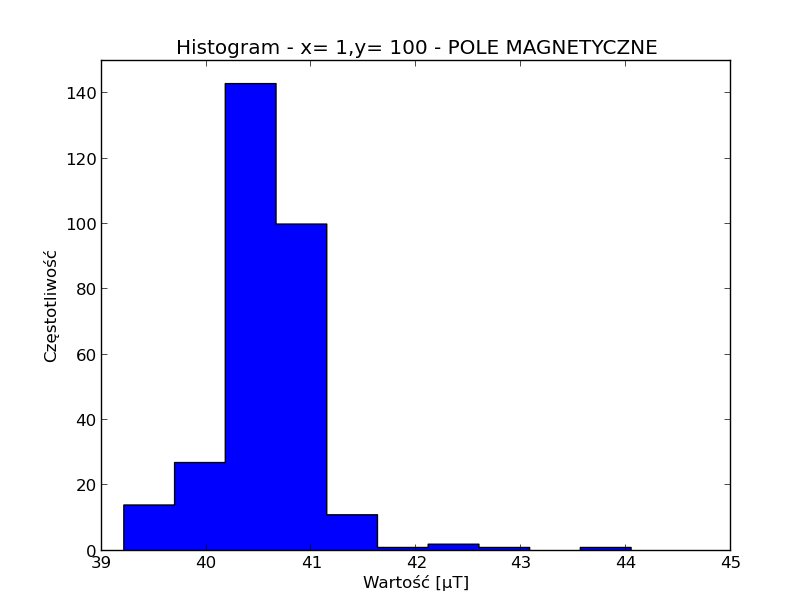 Histogram - x= 1,y= 100 - POLE MAGNETYCZNE
140
120
100
80
60
40
20
0
Częstotliwość
39 40 41 42 43 44 45
Wartość [μT]